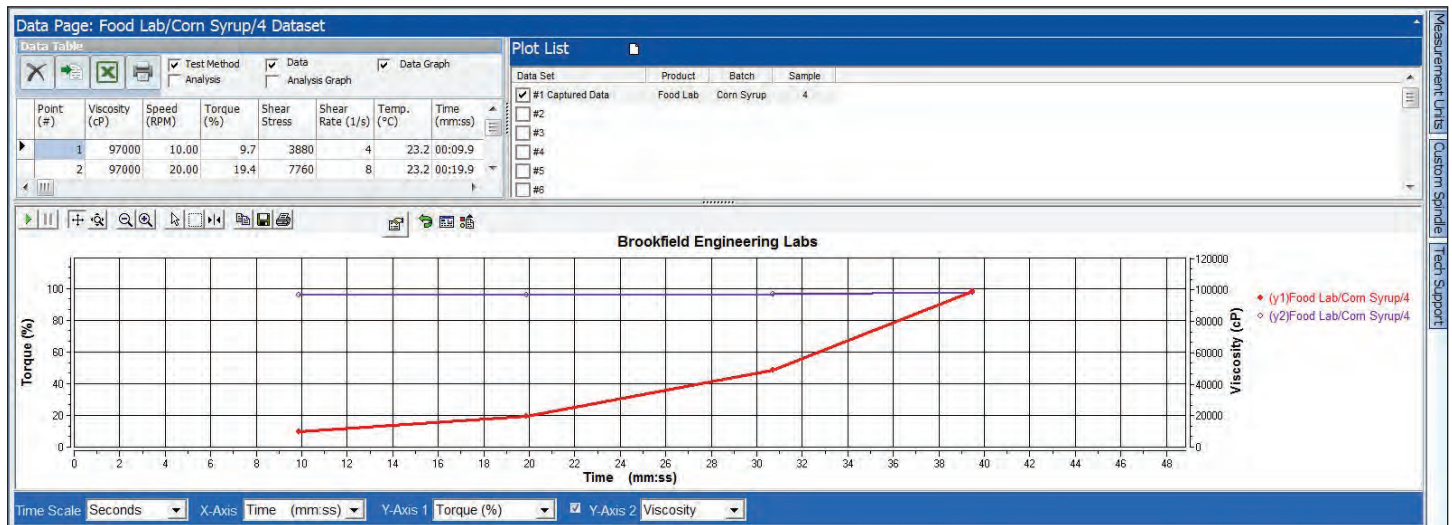 Data Page: Food Lab/Corn Syrup/4 Dataset
Data Table
Test Method Data Data Graph
Analysis Analysis Graph
Point (#) Viscosity (cP) Speed (RPM) Torque (%) Shear Stress Shear Rate (1/s) Temp. (°C) Time (mm:ss)
1 97000 10.00 9.7 3880 4 23.2 00:09.9
2 97000 20.00 19.4 7760 8 23.2 00:19.9
Plot List
Data Set Product Batch Sample
#1 Captured Data Food Lab Corn Syrup 4
#2
#3
#4
#5
#6
Measurement Units
Custom Spindle
Tech Support
Brookfield Engineering Labs
Torque (%)
100
80
60
40
20
0
120000
100000
80000
60000
40000
20000
0
Viscosity (cP)
0 2 4 6 8 10 12 14 16 18 20 22 24 26 28 30 32 34 36 38 40 42 44 46 48
Time (mm:ss)
(y1)Food Lab/Corn Syrup/4
(y2)Food Lab/Corn Syrup/4
Time Scale Seconds X-Axis Time (mm:ss) Y-Axis 1 Torque (%) Y-Axis 2 Viscosity